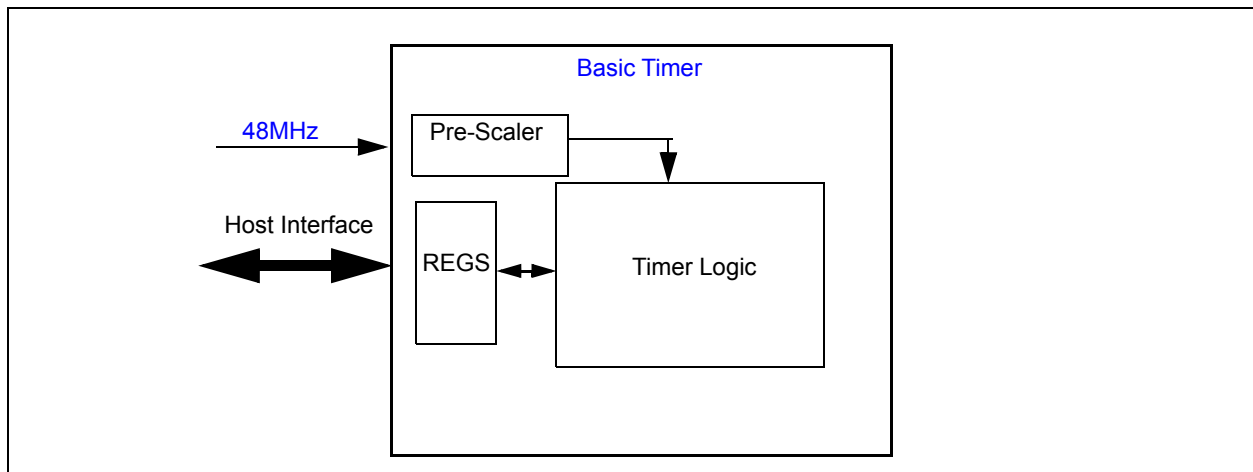 Basic Timer
48MHz
Pre-Scaler
Host Interface
REGS
Timer Logic